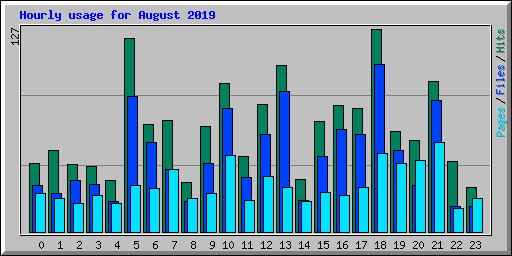 Hourly usage for August 2019
127
Pages / Files / Hits
0 1 2 3 4 5 6 7 8 9 10 11 12 13 14 15 16 17 18 19 20 21 22 23